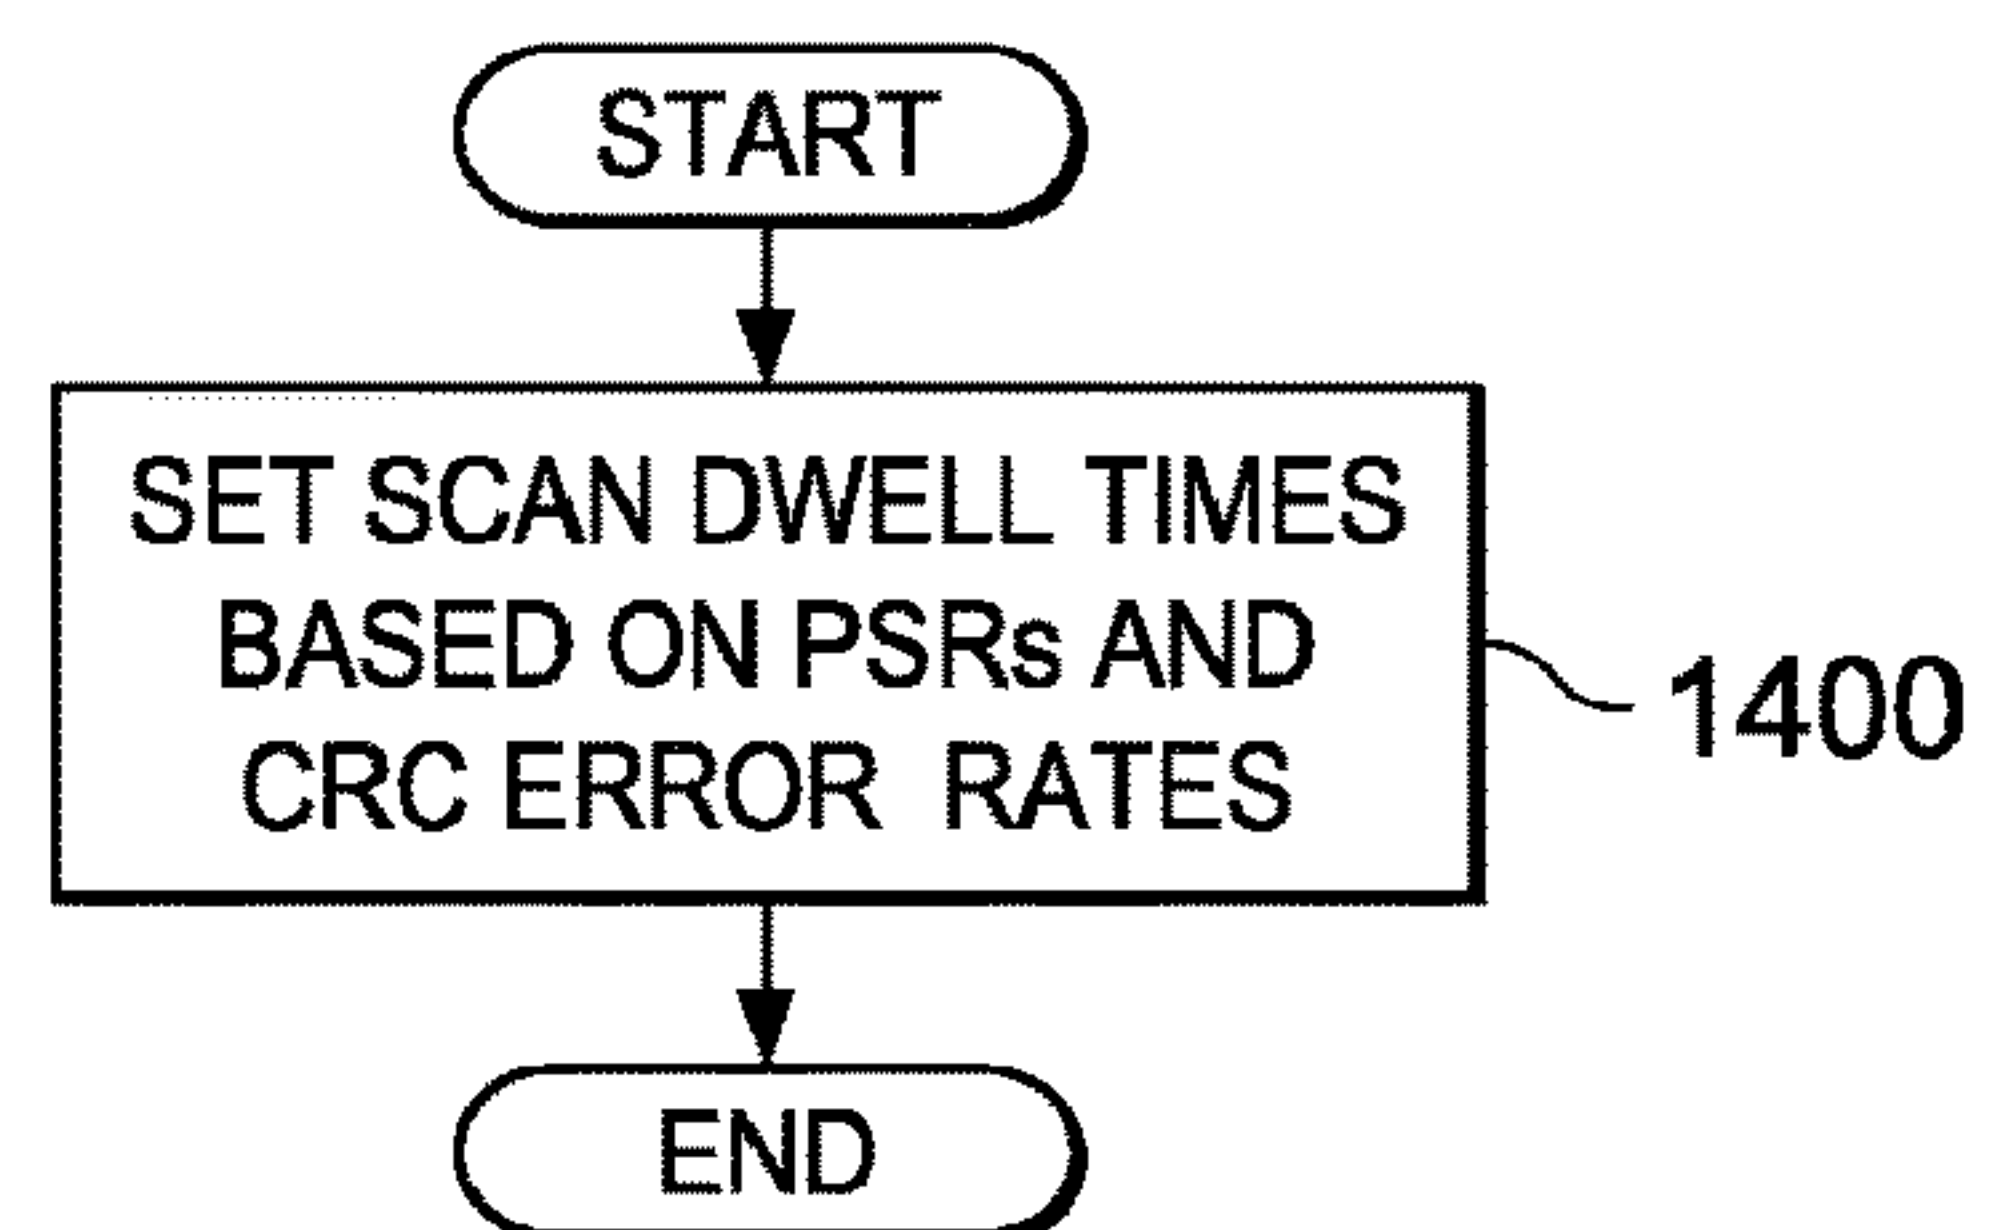 START
SET SCAN DWELL TIMES
BASED ON PSRs AND
CRC ERROR RATES
1400
END